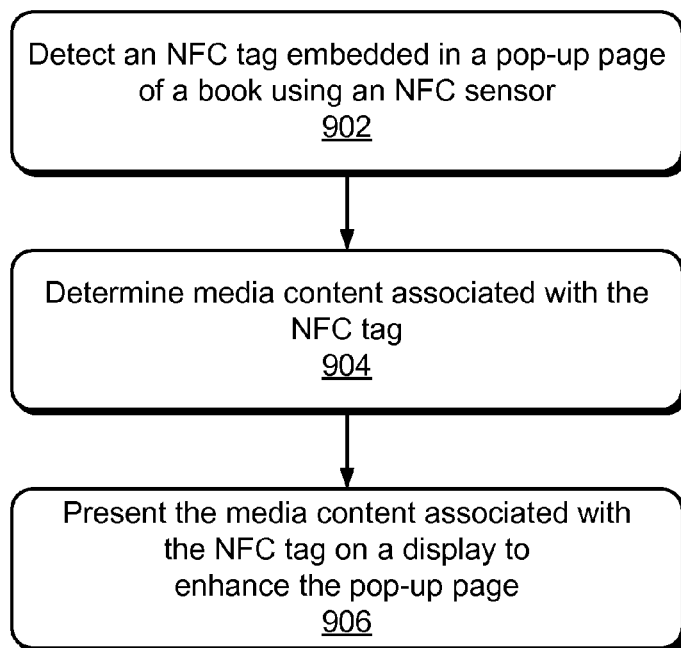 Detect an NFC tag embedded in a pop-up page
of a book using an NFC sensor
902
Determine media content associated with the
NFC tag
904
Present the media content associated with
the NFC tag on a display to
enhance the pop-up page
906